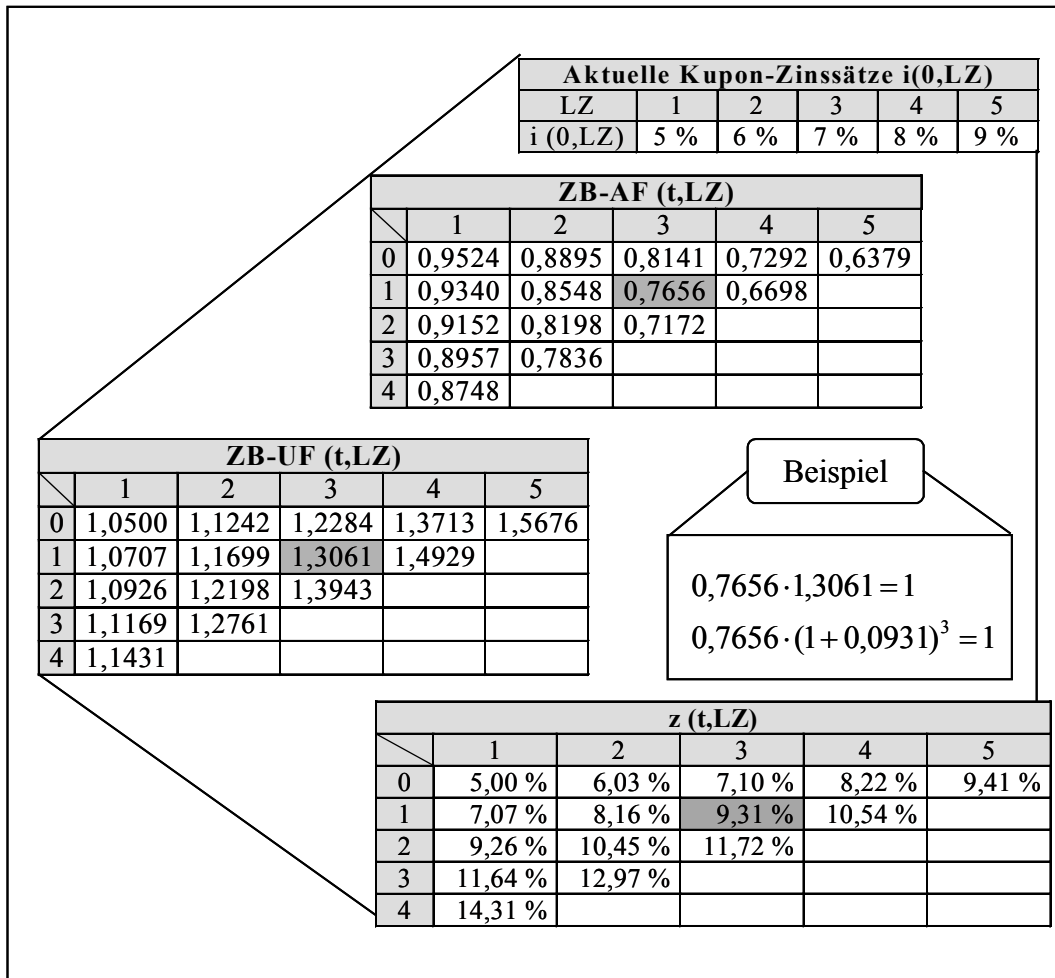 Aktuelle Kupon-Zinssätze i(0,LZ)
LZ 1 2 3 4 5
i (0,LZ) 5 % 6 % 7 % 8 % 9 %
ZB-AF (t,LZ)
1 2 3 4 5
0 0,9524 0,8895 0,8141 0,7292 0,6379
1 0,9340 0,8548 0,7656 0,6698
2 0,9152 0,8198 0,7172
3 0,8957 0,7836
4 0,8748
ZB-UF (t,LZ)
1 2 3 4 5
0 1,0500 1,1242 1,2284 1,3713 1,5676
1 1,0707 1,1699 1,3061 1,4929
2 1,0926 1,2198 1,3943
3 1,1169 1,2761
4 1,1431
Beispiel
0,7656·1,3061=1
0,7656·(1+0,0931)³=1
z (t,LZ)
1 2 3 4 5
0 5,00 % 6,03 % 7,10 % 8,22 % 9,41 %
1 7,07 % 8,16 % 9,31 % 10,54 %
2 9,26 % 10,45 % 11,72 %
3 11,64 % 12,97 %
4 14,31 %